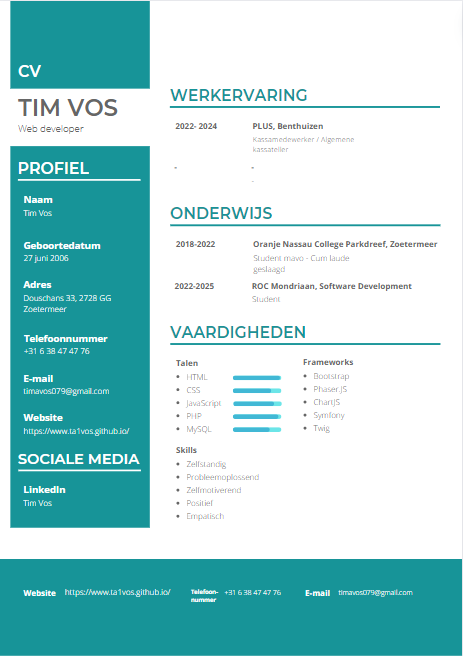 CV
TIM VOS
Web developer
PROFIEL
Naam
Tim Vos
Geboortedatum
27 juni 2006
Adres
Douschans 33, 2728 GG
Zoetermeer
Telefoonnummer
+31 6 38 47 47 76
E-mail
timavos079@gmail.com
Website
https://www.ta1vos.github.io/
SOCIALE MEDIA
LinkedIn
Tim Vos
WERKERVARING
2022- 2024 PLUS, Benthuizen
Kassamedewerker / Algemene
kassateller
- -
-
ONDERWIJS
2018-2022 Oranje Nassau College Parkdreef, Zoetermeer
Student mavo - Cum laude
geslaagd
2022-2025 ROC Mondriaan, Software Development
Student
VAARDIGHEDEN
Talen
• HTML
• CSS
• JavaScript
• PHP
• MySQL
Frameworks
• Bootstrap
• Phaser.JS
• ChartJS
• Symfony
• Twig
Skills
• Zelfstandig
• Probleemoplossend
• Zelfmotiverend
• Positief
• Empatisch
Website https://www.ta1vos.github.io/ Telefoon-
nummer +31 6 38 47 47 76 E-mail timavos079@gmail.com